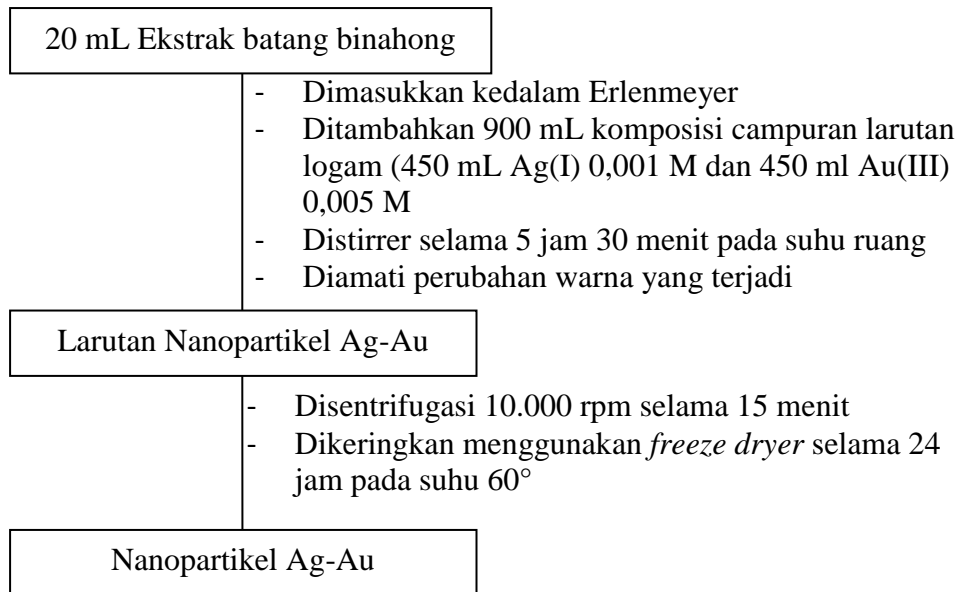 20 mL Ekstrak batang binahong
- Dimasukkan kedalam Erlenmeyer
- Ditambahkan 900 mL komposisi campuran larutan
logam (450 mL Ag(I) 0,001 M dan 450 ml Au(III)
0,005 M
- Distirrer selama 5 jam 30 menit pada suhu ruang
- Diamati perubahan warna yang terjadi
Larutan Nanopartikel Ag-Au
- Disentrifugasi 10.000 rpm selama 15 menit
- Dikeringkan menggunakan freeze dryer selama 24
jam pada suhu 60°
Nanopartikel Ag-Au